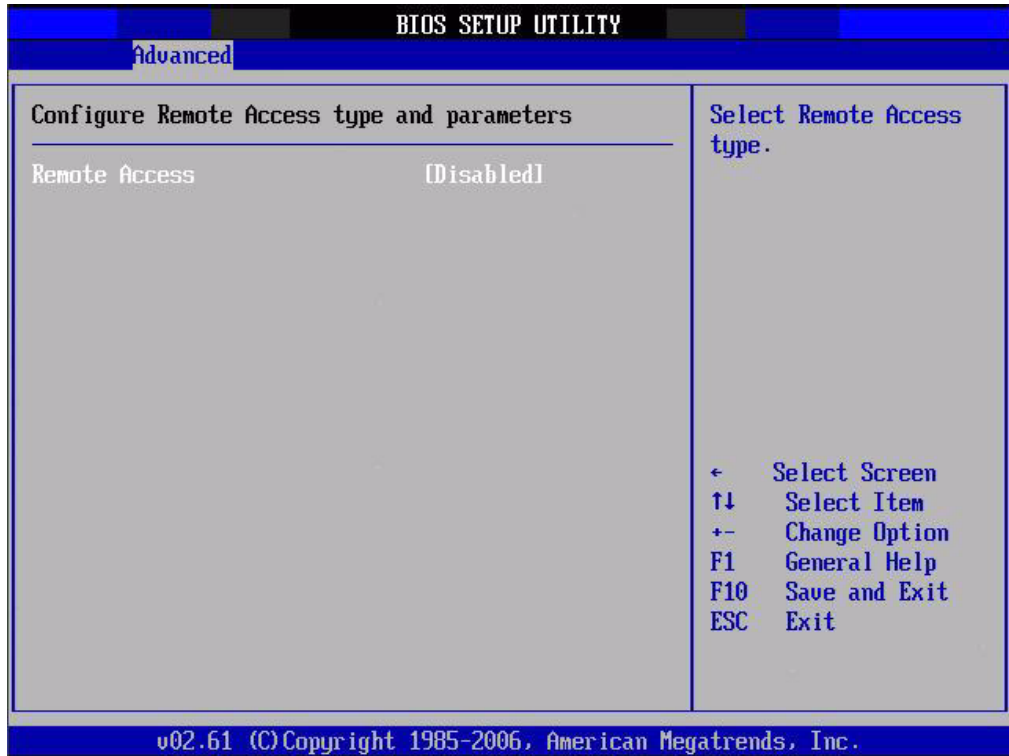 BIOS SETUP UTILITY
Advanced
Configure Remote Access type and parameters
Remote Access [Disabled]
Select Remote Access
type.
← Select Screen
↑↓ Select Item
+- Change Option
F1 General Help
F10 Save and Exit
ESC Exit
v02.61 (C)Copyright 1985-2006, American Megatrends, Inc.